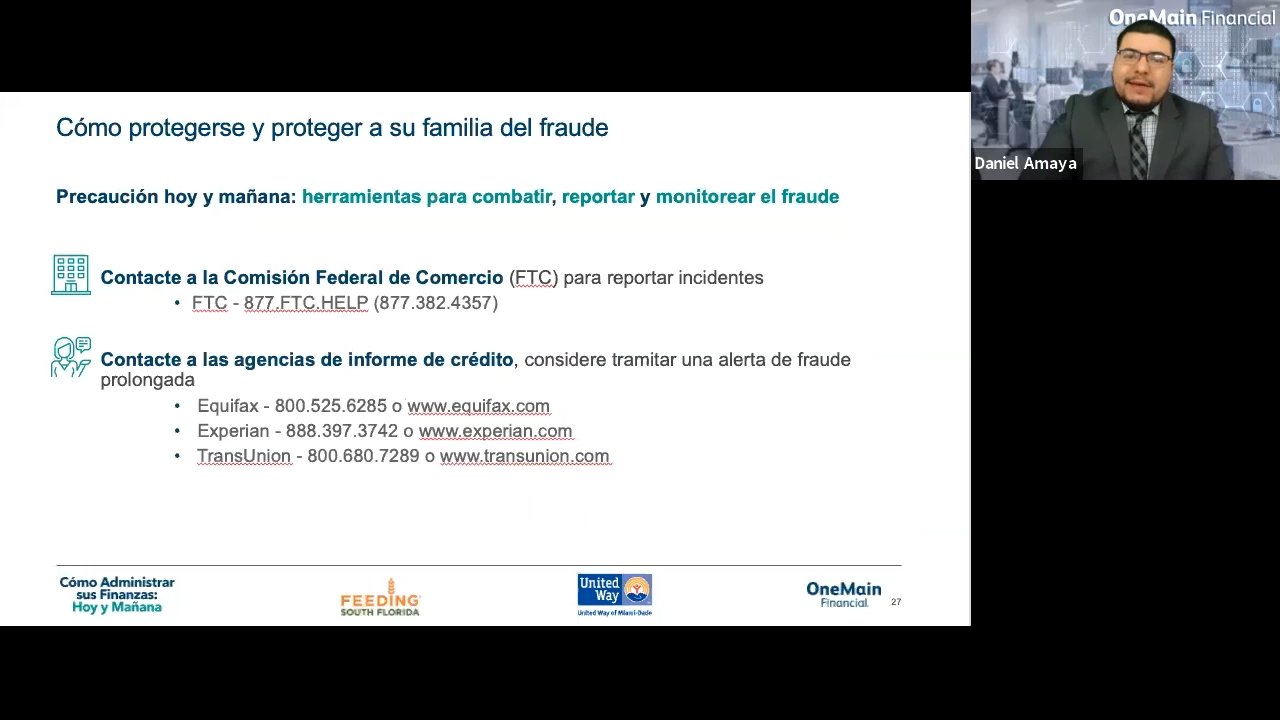 OneMain Financial
Daniel Amaya
Cómo protegerse y proteger a su familia del fraude
Precaución hoy y mañana: herramientas para combatir, reportar y monitorear el fraude
Contacte a la Comisión Federal de Comercio (FTC) para reportar incidentes
• FTC - 877.FTC.HELP (877.382.4357)
Contacte a las agencias de informe de crédito, considere tramitar una alerta de fraude
prolongada
• Equifax - 800.525.6285 o www.equifax.com
• Experian - 888.397.3742 o www.experian.com
• TransUnion - 800.680.7289 o www.transunion.com
Cómo Administrar
sus Finanzas:
Hoy y Mañana
FEEDING
SOUTH FLORIDA
United
Way
United Way of Miami-Dade
OneMain
Financial.
27